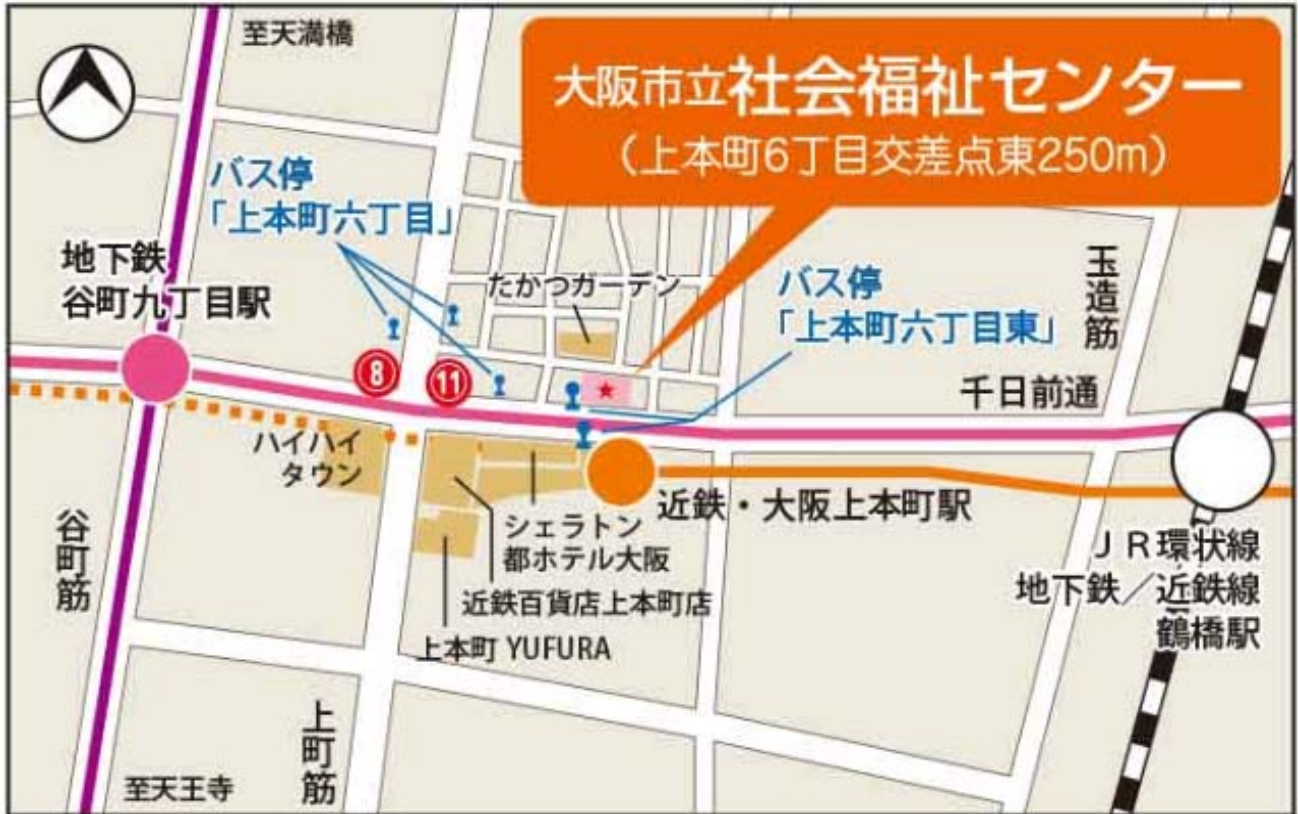 至天満橋
大阪市立社会福祉センター
（上本町6丁目交差点東250m）
バス停
「上本町六丁目」
地下鉄
谷町九丁目駅
たかつガーデン
バス停
「上本町六丁目東」
玉造筋
8
11
千日前通
ハイハイ
タウン
近鉄・大阪上本町駅
シェラトン
都ホテル大阪
近鉄百貨店上本町店
上本町 YUFURA
谷町筋
ＪＲ環状線
地下鉄／近鉄線
鶴橋駅
上町筋
至天王寺